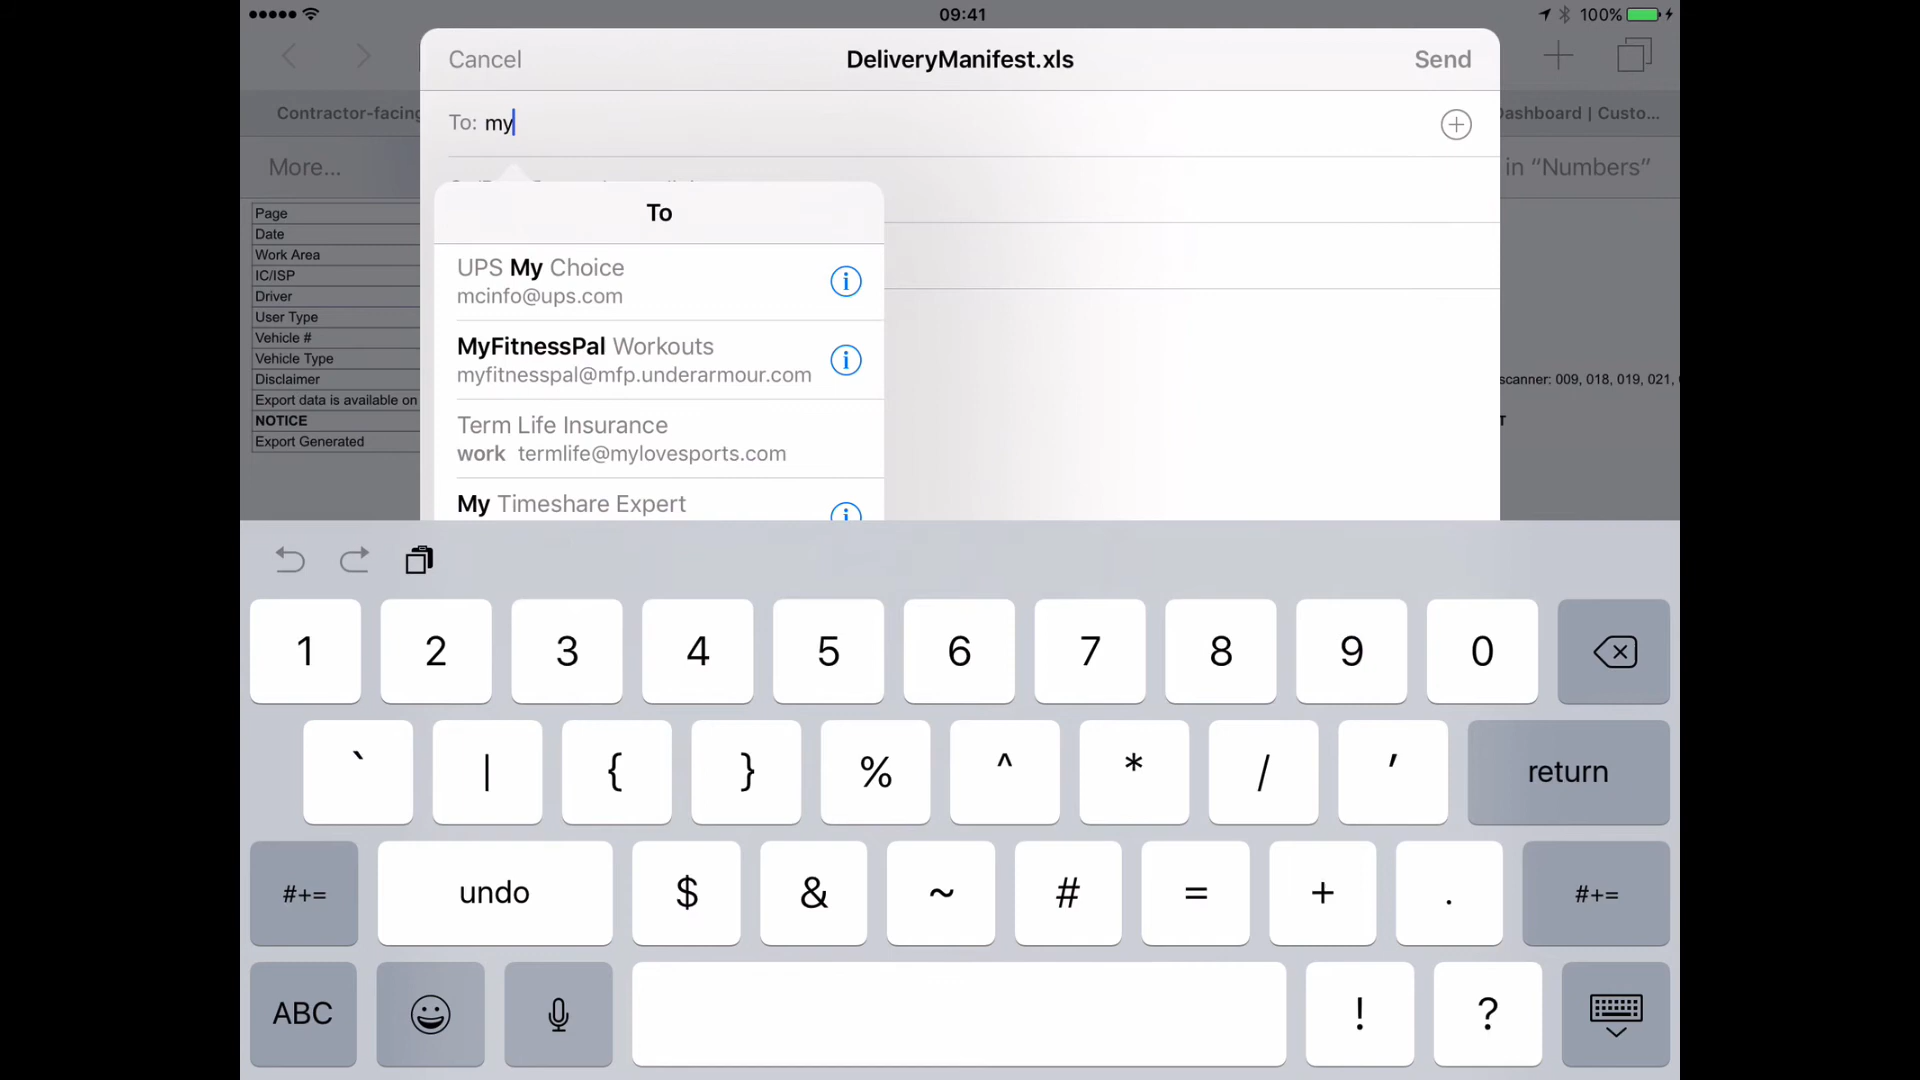 09:41
100%
Cancel
DeliveryManifest.xls
Send
Contractor-facing
Dashboard | Custo...
To: my
More...
in “Numbers”
To
Page
Date
Work Area
IC/ISP
Driver
User Type
Vehicle #
Vehicle Type
Disclaimer
Export data is available on
NOTICE
Export Generated
UPS My Choice
mcinfo@ups.com
MyFitnessPal Workouts
myfitnesspal@mfp.underarmour.com
Term Life Insurance
work termlife@mylovesports.com
My Timeshare Expert
scanner: 009, 018, 019, 021,
1 2 3 4 5 6 7 8 9 0
` | { } % ^ * / ′ return
#+= undo $ & ~ # = + . #+=
ABC ! ?